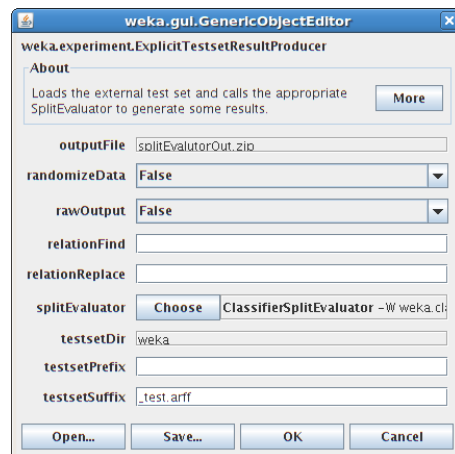 weka.gui.GenericObjectEditor
weka.experiment.ExplicitTestsetResultProducer
About
Loads the external test set and calls the appropriate
SplitEvaluator to generate some results.
More
outputFile splitEvalutorOut.zip
randomizeData False
rawOutput False
relationFind
relationReplace
splitEvaluator Choose ClassifierSplitEvaluator -W weka.cl
testsetDir weka
testsetPrefix
testsetSuffix _test.arff
Open... Save... OK Cancel